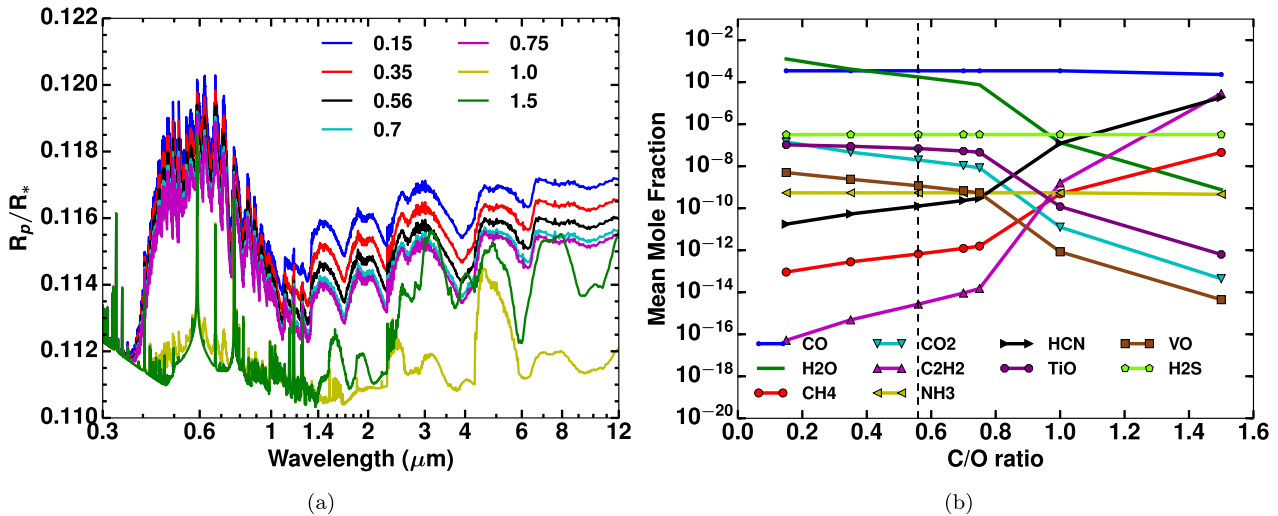 0.122
0.120
0.118
0.116
0.114
0.112
0.110
R_p/R_*
0.15
0.35
0.56
0.7
0.75
1.0
1.5
0.3 0.6 1 1.4 2 3 4 6 8 12
Wavelength (μm)
(a)
10^−2
10^−4
10^−6
10^−8
10^−10
10^−12
10^−14
10^−16
10^−18
10^−20
Mean Mole Fraction
CO
H2O
CH4
CO2
C2H2
NH3
HCN
TiO
VO
H2S
0.0 0.2 0.4 0.6 0.8 1.0 1.2 1.4 1.6
C/O ratio
(b)